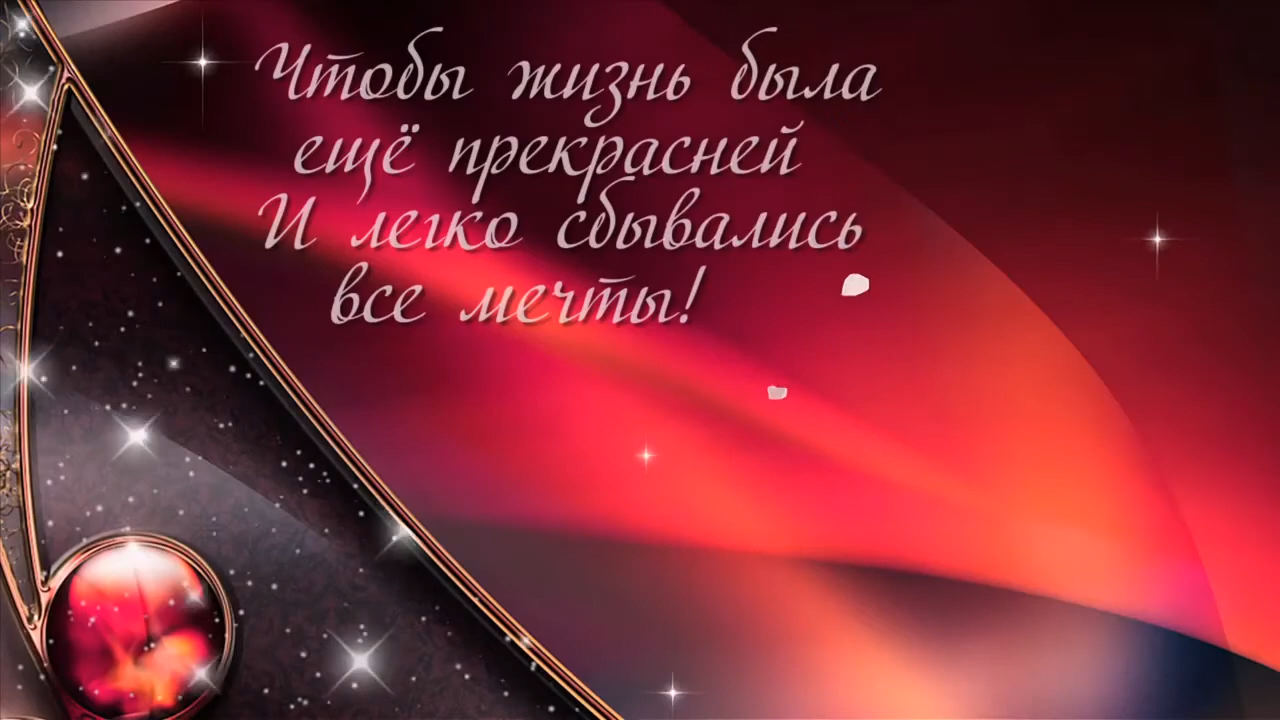 Чтобы жизнь была
ещё прекрасней
И легко сбывались
все мечты!